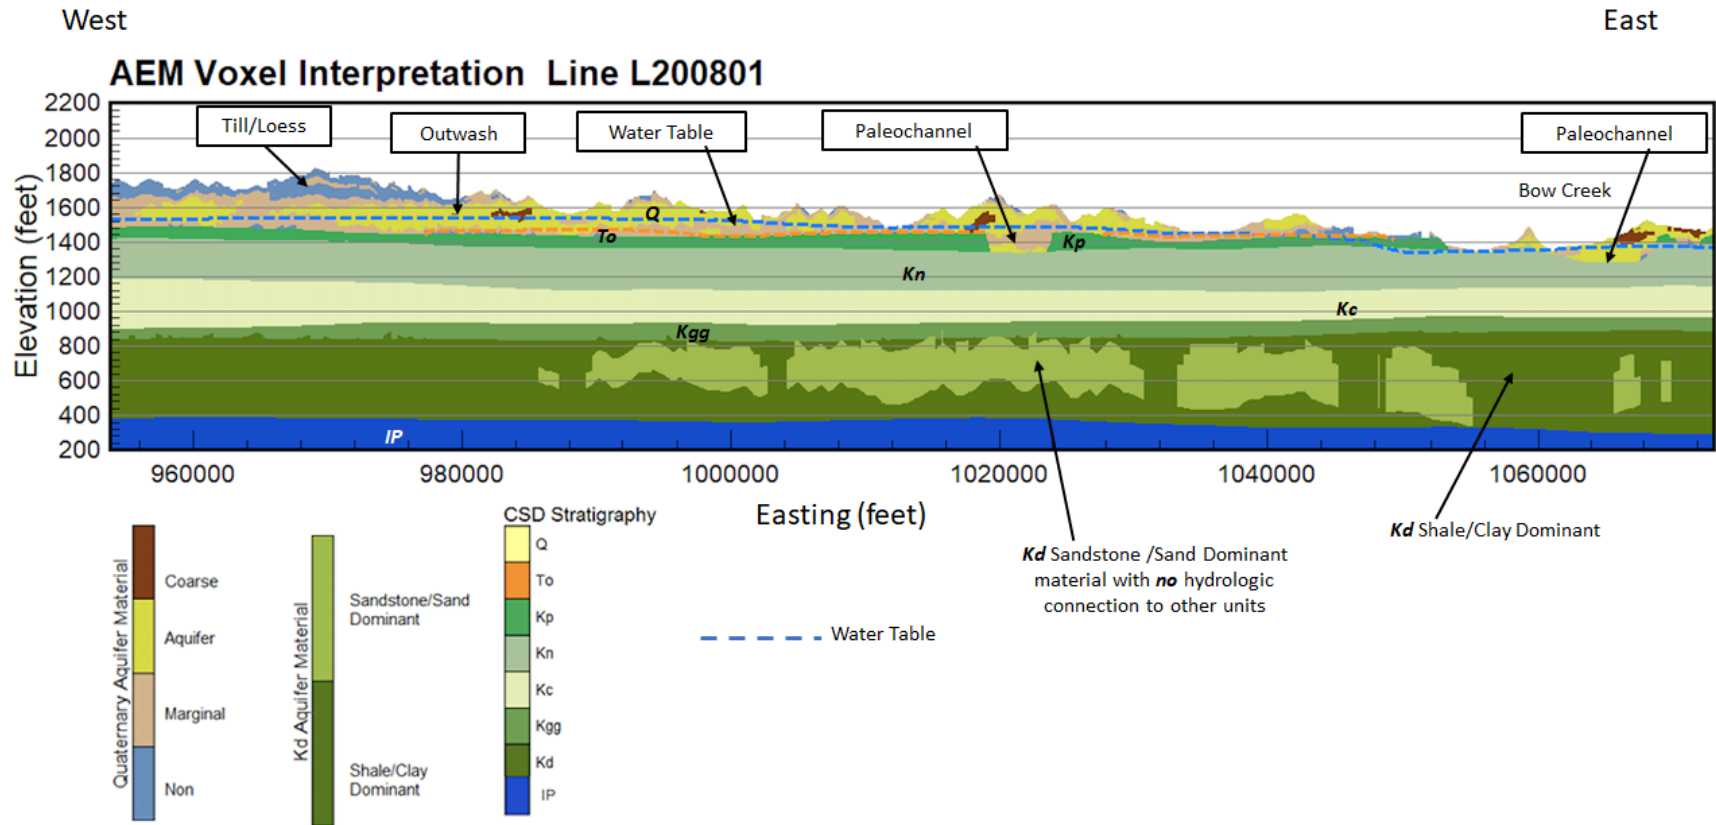 West
East
AEM Voxel Interpretation Line L200801
Till/Loess
Outwash
Water Table
Paleochannel
Paleochannel
Bow Creek
Elevation (feet)
2200
2000
1800
1600
1400
1200
1000
800
600
400
200
Q
To
Kp
Kn
Kc
Kgg
IP
960000
980000
1000000
1020000
1040000
1060000
Easting (feet)
Kd Sandstone /Sand Dominant
material with no hydrologic
connection to other units
Kd Shale/Clay Dominant
Quaternary Aquifer Material
Coarse
Aquifer
Marginal
Non
Kd Aquifer Material
Sandstone/Sand
Dominant
Shale/Clay
Dominant
CSD Stratigraphy
Q
To
Kp
Kn
Kc
Kgg
Kd
IP
Water Table